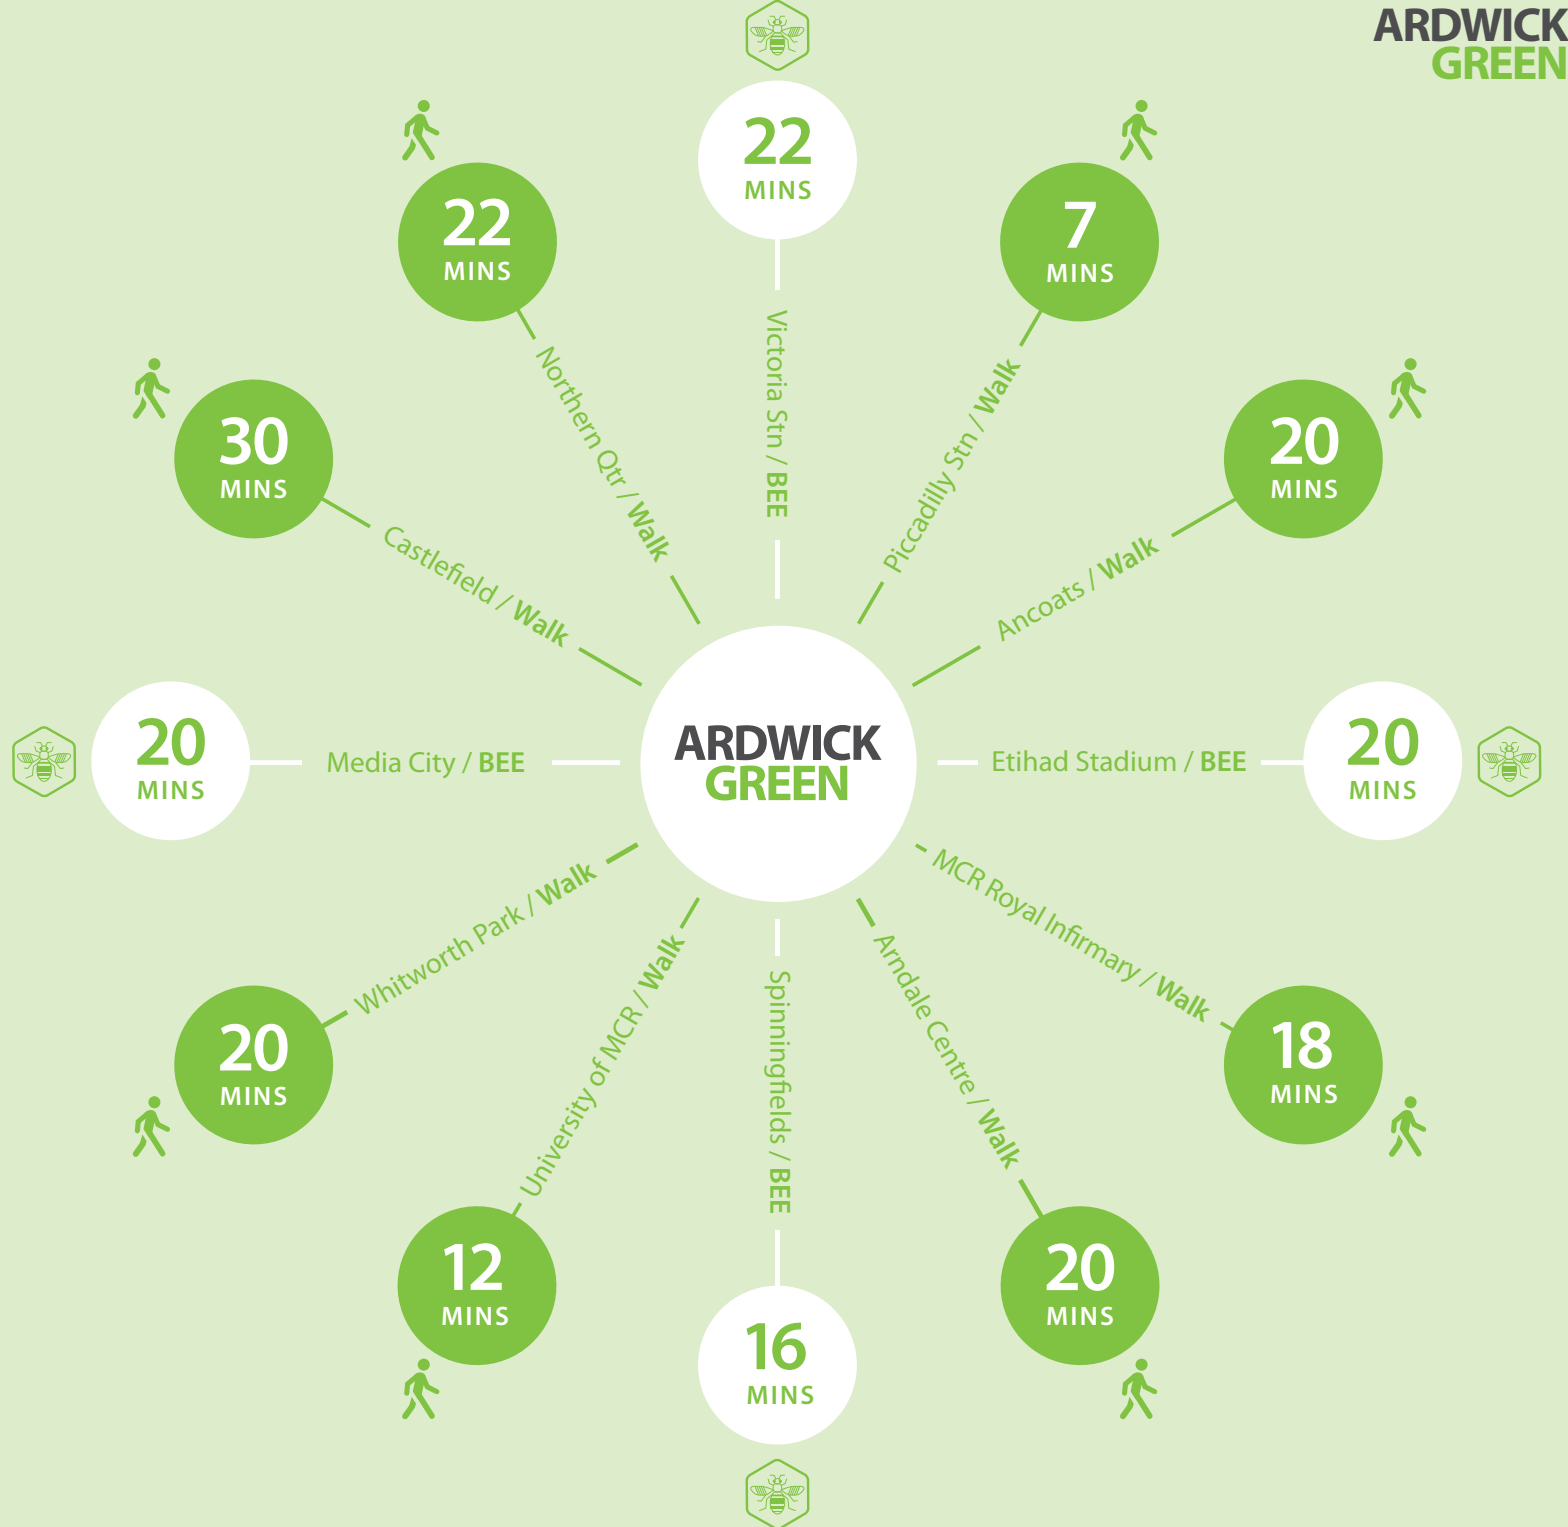 ARDWICK
GREEN
22
MINS
Victoria Stn / BEE
7
MINS
Piccadilly Stn / Walk
20
MINS
Ancoats / Walk
20
MINS
Etihad Stadium / BEE
18
MINS
MCR Royal Infirmary / Walk
20
MINS
Arndale Centre / Walk
16
MINS
Spinningfields / BEE
12
MINS
University of MCR / Walk
20
MINS
Whitworth Park / Walk
20
MINS
Media City / BEE
30
MINS
Castlefield / Walk
22
MINS
Northern Qtr / Walk
ARDWICK
GREEN